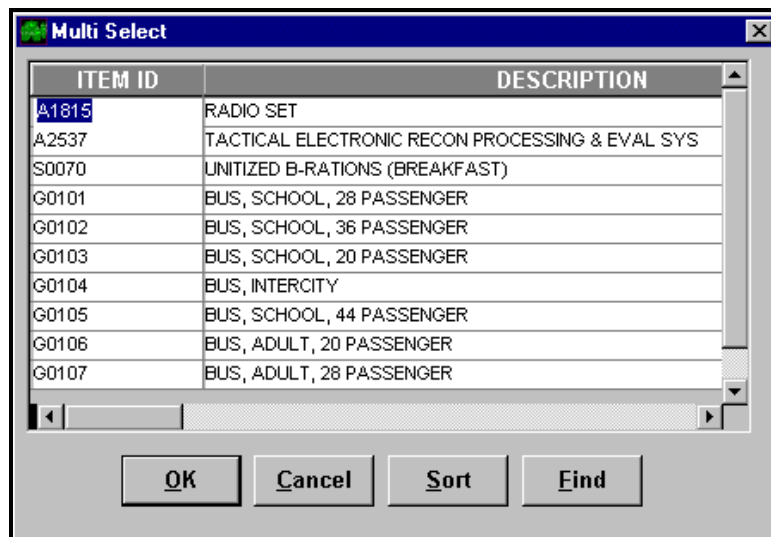 Multi Select
ITEM ID DESCRIPTION
A1815 RADIO SET
A2537 TACTICAL ELECTRONIC RECON PROCESSING & EVAL SYS
S0070 UNITIZED B-RATIONS (BREAKFAST)
G0101 BUS, SCHOOL, 28 PASSENGER
G0102 BUS, SCHOOL, 36 PASSENGER
G0103 BUS, SCHOOL, 20 PASSENGER
G0104 BUS, INTERCITY
G0105 BUS, SCHOOL, 44 PASSENGER
G0106 BUS, ADULT, 20 PASSENGER
G0107 BUS, ADULT, 28 PASSENGER
OK Cancel Sort Find